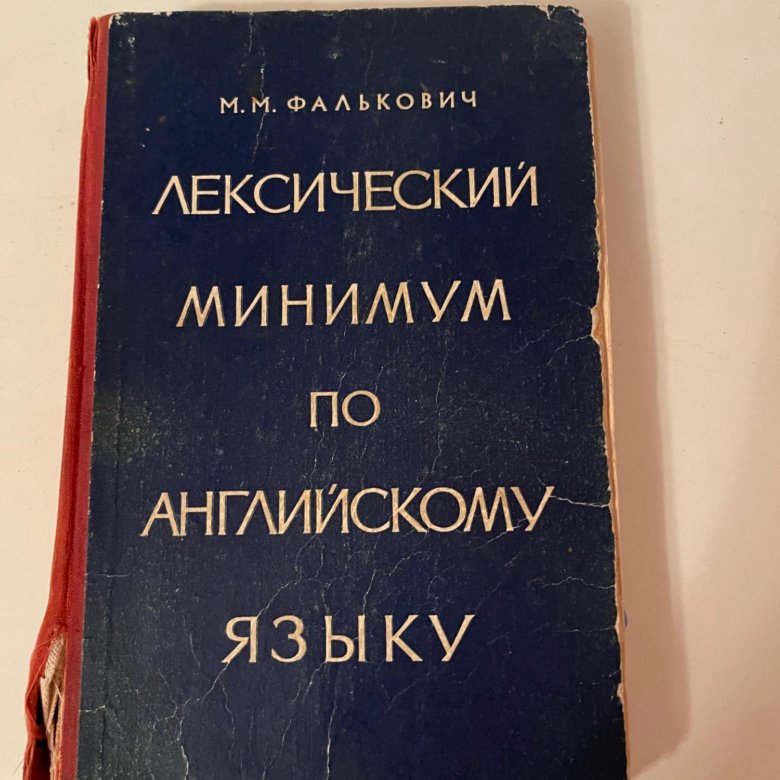 М. М. ФАЛЬКОВИЧ
ЛЕКСИЧЕСКИЙ
МИНИМУМ
ПО
АНГЛИЙСКОМУ
ЯЗЫКУ